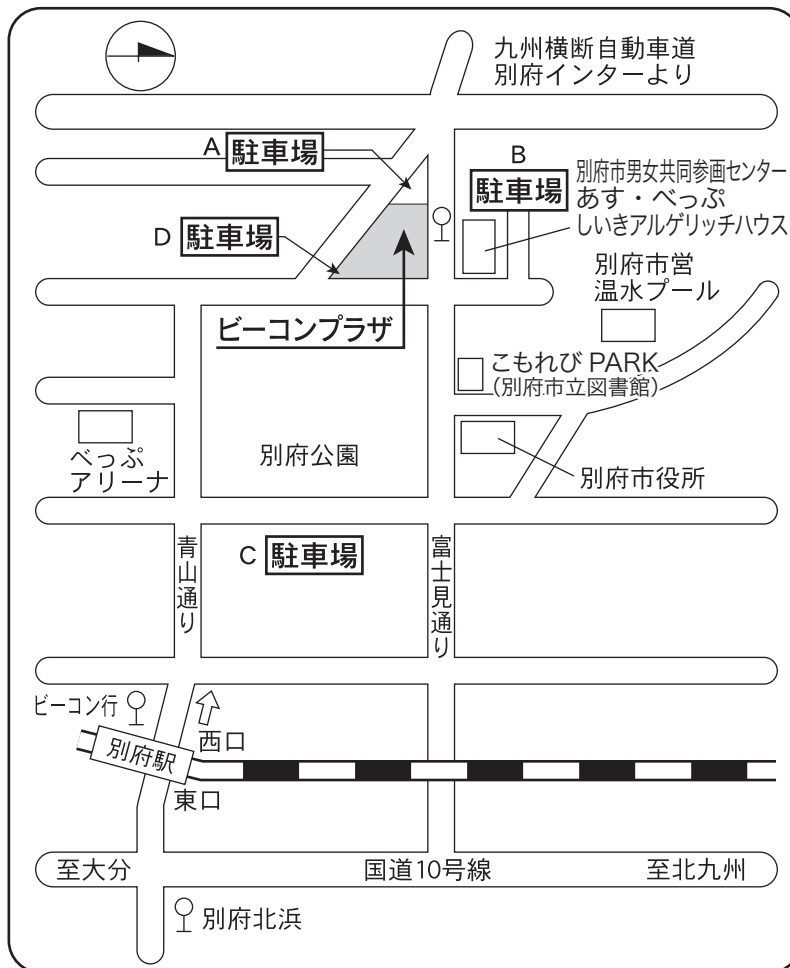 九州横断自動車道
別府インターより
A 駐車場
B
駐車場
別府市男女共同参画センター
あす・べっぷ
しいきアルゲリッチハウス
D 駐車場
別府市営
温水プール
ビーコンプラザ
こもれび PARK
(別府市立図書館)
べっぷ
アリーナ
別府公園
別府市役所
青山通り
C 駐車場
富士見通り
ビーコン行
西口
別府駅
東口
至大分
国道10号線
至北九州
別府北浜